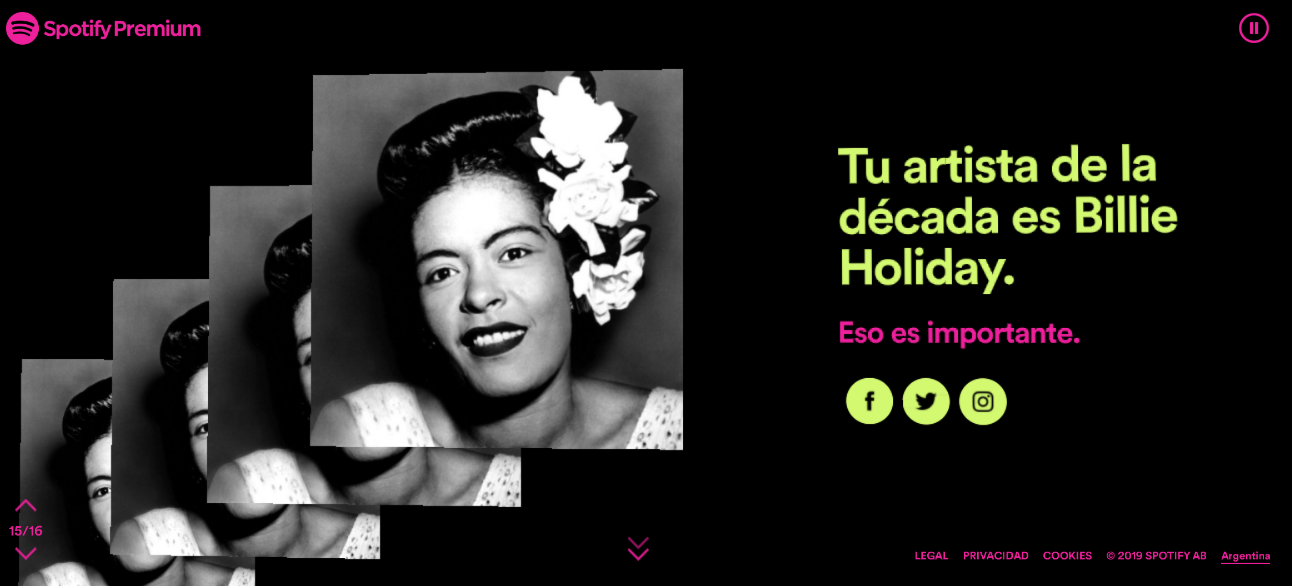 Spotify Premium
Tu artista de la
década es Billie
Holiday.
Eso es importante.
15/16
LEGAL PRIVACIDAD COOKIES © 2019 SPOTIFY AB Argentina